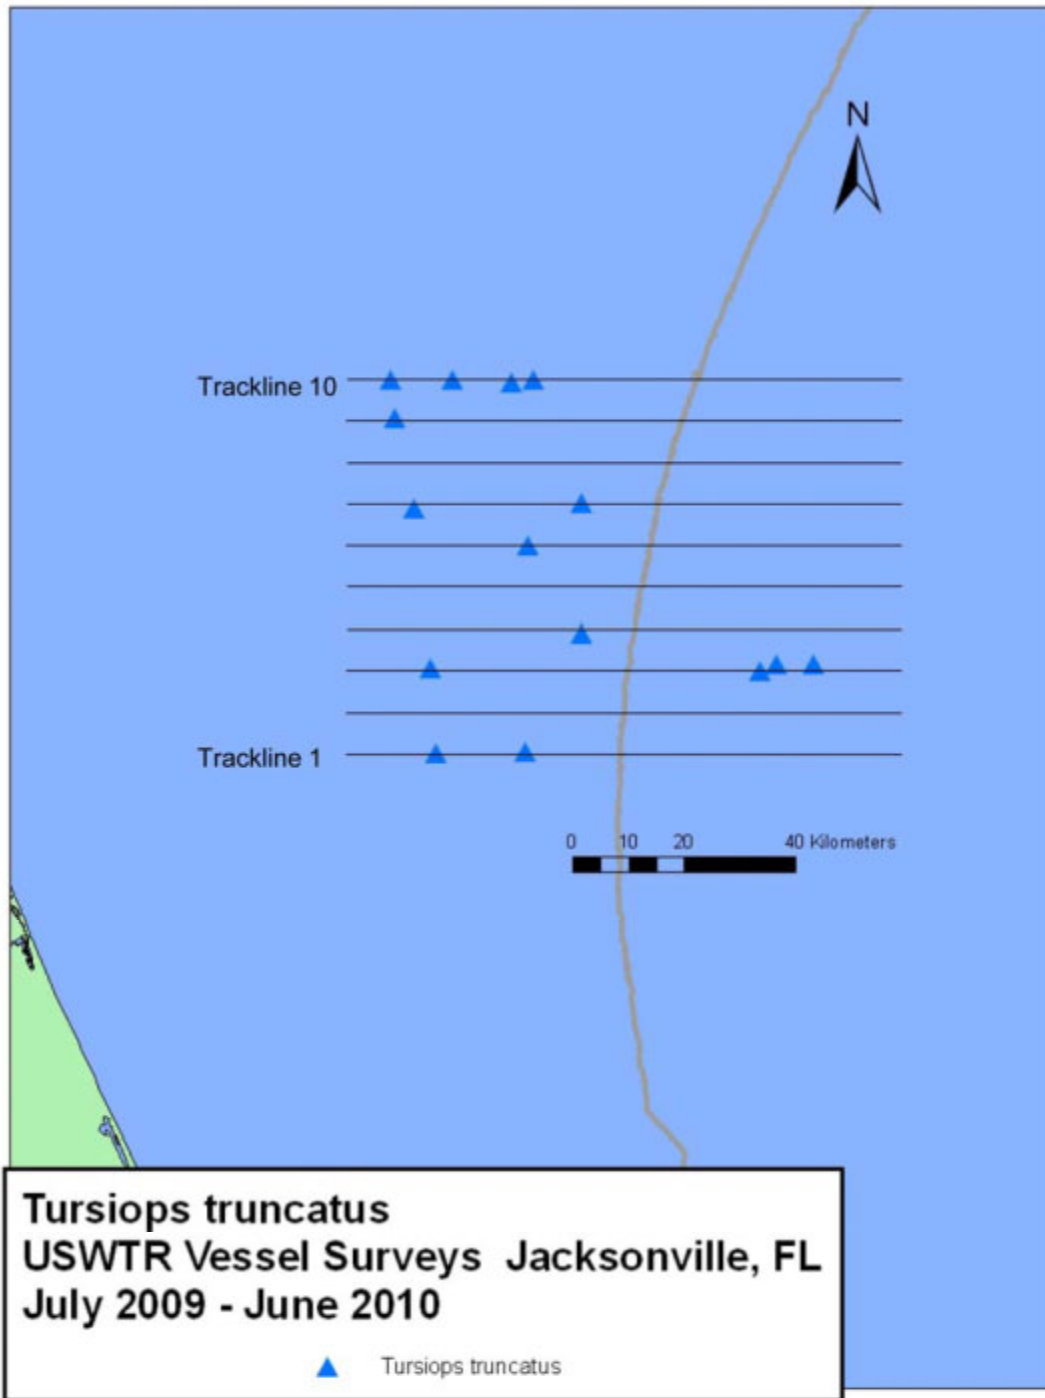 N
Trackline 10
Trackline 1
0 10 20 40 Kilometers
Tursiops truncatus
USWTR Vessel Surveys Jacksonville, FL
July 2009 - June 2010
Tursiops truncatus